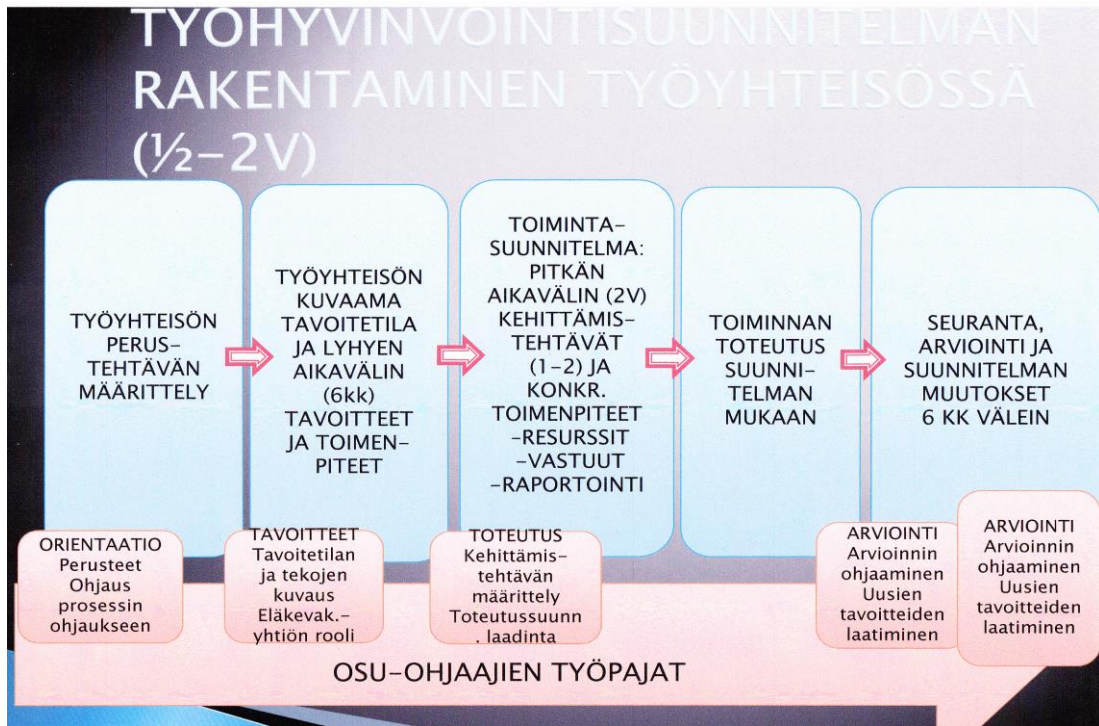 TYÖHYVINVOINTISUUNNITELMAN
RAKENTAMINEN TYÖYHTEISÖSSÄ
(½-2V)
TYÖYHTEISÖN
PERUS-
TEHTÄVÄN
MÄÄRITTELY
TYÖYHTEISÖN
KUVAAMA
TAVOITETILA
JA LYHYEN
AIKAVÄLIN
(6kk)
TAVOITTEET
JA TOIMEN-
PITEET
TOIMINTA-
SUUNNITELMA:
PITKÄN
AIKAVÄLIN (2V)
KEHITTÄMIS-
TEHTÄVÄT
(1-2) JA
KONKR.
TOIMENPITEET
-RESURSSIT
-VASTUUT
-RAPORTOINTI
TOIMINNAN
TOTEUTUS
SUUNNI-
TELMAN
MUKAAN
SEURANTA,
ARVIOINTI JA
SUUNNITELMAN
MUUTOKSET
6 KK VÄLEIN
ORIENTAATIO
Perusteet
Ohjaus
prosessin
ohjaukseen
TAVOITTEET
Tavoitetilan
ja tekojen
kuvaus
Eläkevak.-
yhtiön rooli
TOTEUTUS
Kehittämis-
tehtävän
määrittely
Toteutussuunn
. laadinta
ARVIOINTI
Arvioinnin
ohjaaminen
Uusien
tavoitteiden
laatiminen
ARVIOINTI
Arvioinnin
ohjaaminen
Uusien
tavoitteiden
laatiminen
OSU-OHJAAJIEN TYÖPAJAT